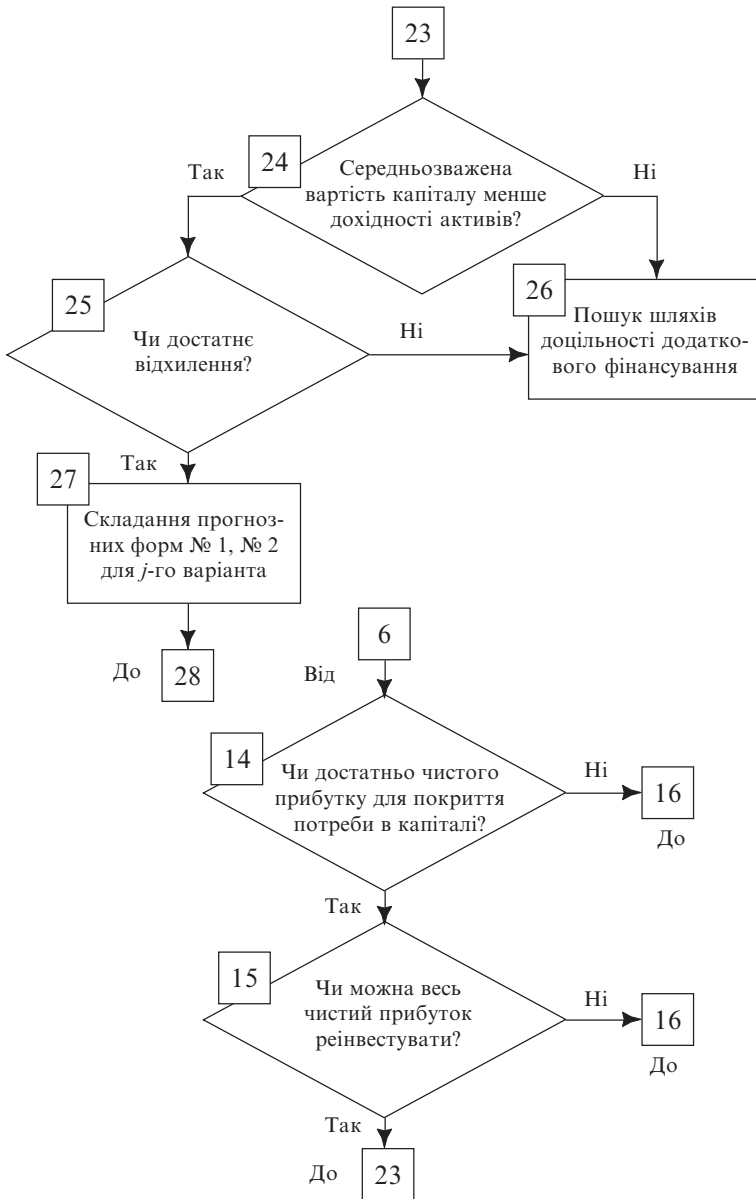 23
24
Так
Середньозважена
вартість капіталу менше
дохідності активів?
Ні
25
Чи достатнє
відхилення?
Ні
26
Пошук шляхів
доцільності додатко-
вого фінансування
Так
27
Складання прогноз-
них форм № 1, № 2
для j-го варіанта
До
28
6
Від
14
Чи достатньо чистого
прибутку для покриття
потреби в капіталі?
Ні
16
До
Так
15
Чи можна весь
чистий прибуток
реінвестувати?
Ні
16
До
Так
До
23